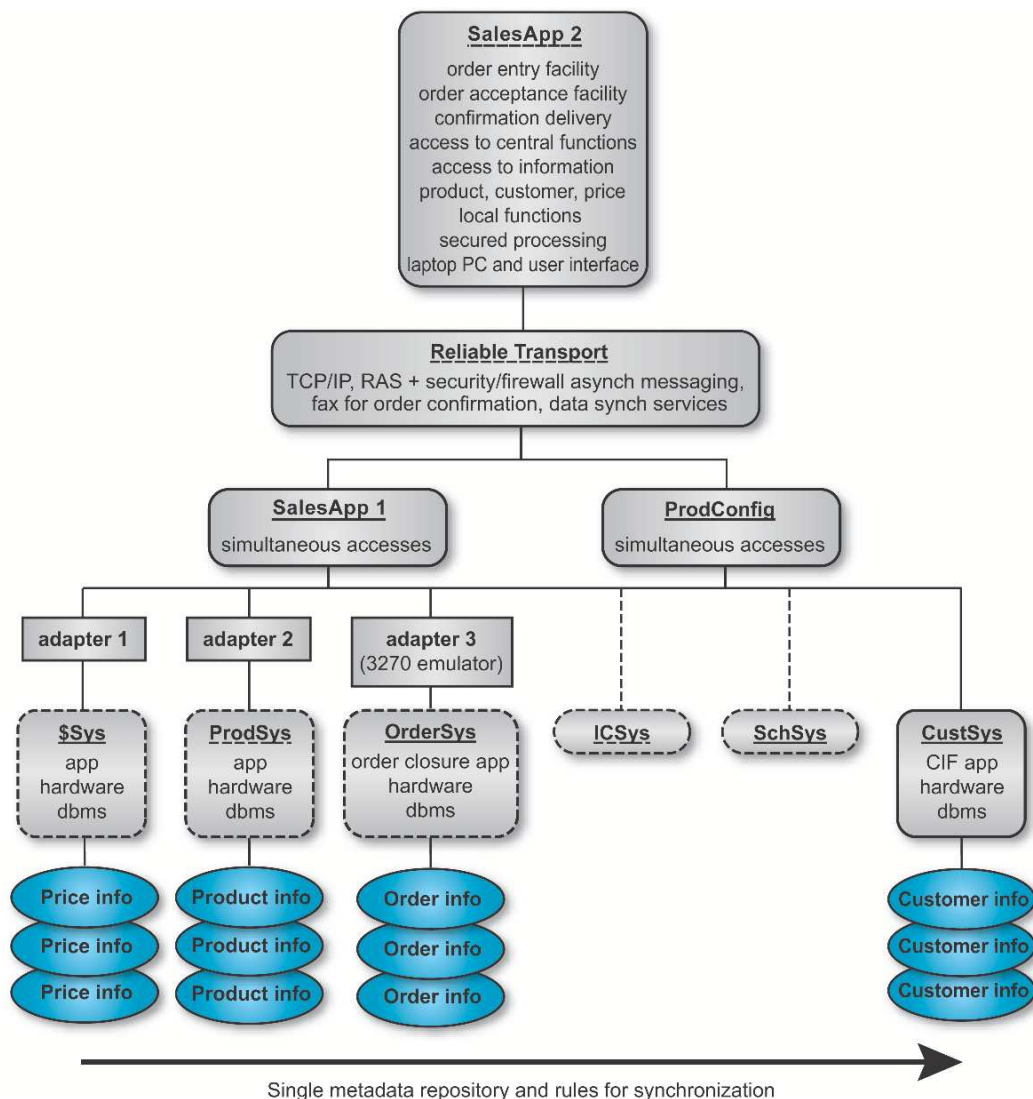 SalesApp 2
order entry facility
order acceptance facility
confirmation delivery
access to central functions
access to information
product, customer, price
local functions
secured processing
laptop PC and user interface
Reliable Transport
TCP/IP, RAS + security/firewall asynch messaging,
fax for order confirmation, data synch services
SalesApp 1
simultaneous accesses
ProdConfig
simultaneous accesses
adapter 1
adapter 2
adapter 3
(3270 emulator)
$Sys
app
hardware
dbms
ProdSys
app
hardware
dbms
OrderSys
order closure app
hardware
dbms
ICSys
SchSys
CustSys
CIF app
hardware
dbms
Price info
Price info
Price info
Product info
Product info
Product info
Order info
Order info
Order info
Customer info
Customer info
Customer info
Single metadata repository and rules for synchronization